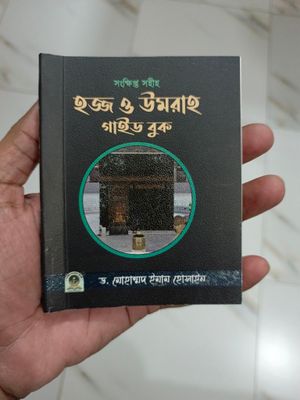 সংক্ষিপ্ত সহীহ
হজ্জ ও উমরাহ
গাইড বুক
ড. মোহাম্মদ ইমাম হোসাইন